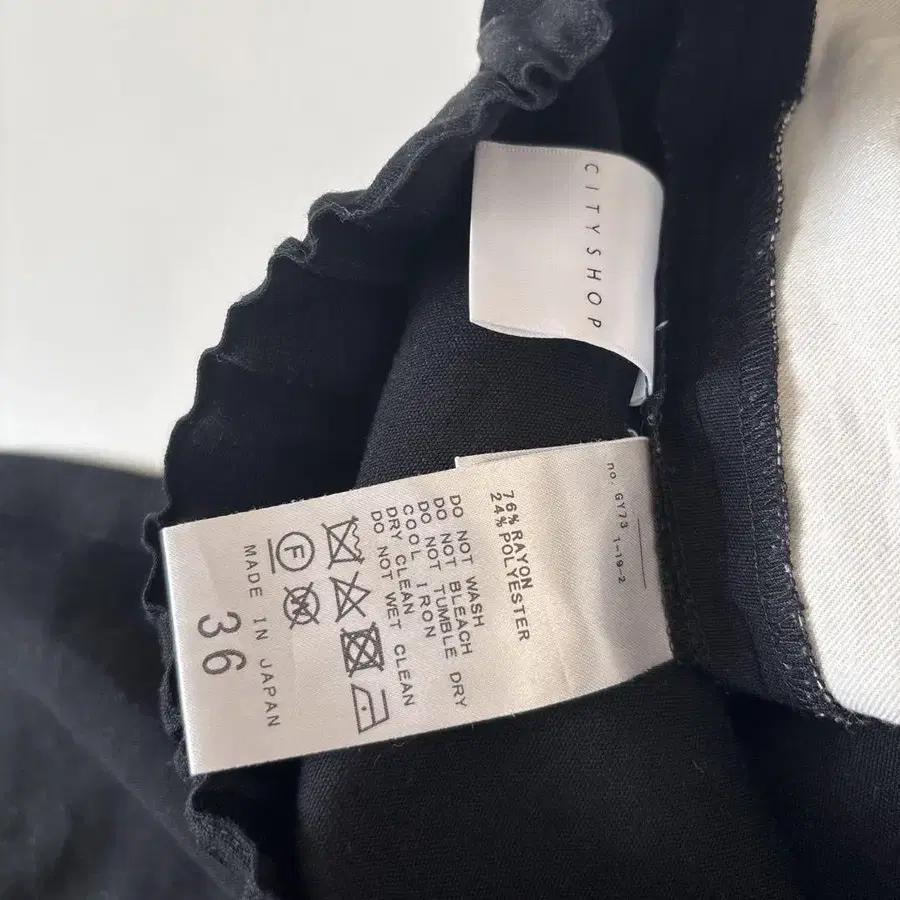 CITYSHOP
no. GY73 1-19-2
76% RAYON
24% POLYESTER
DO NOT WASH
DO NOT BLEACH
DO NOT TUMBLE DRY
COOL IRON
DRY CLEAN
DO NOT WET CLEAN
F
MADE IN JAPAN
36